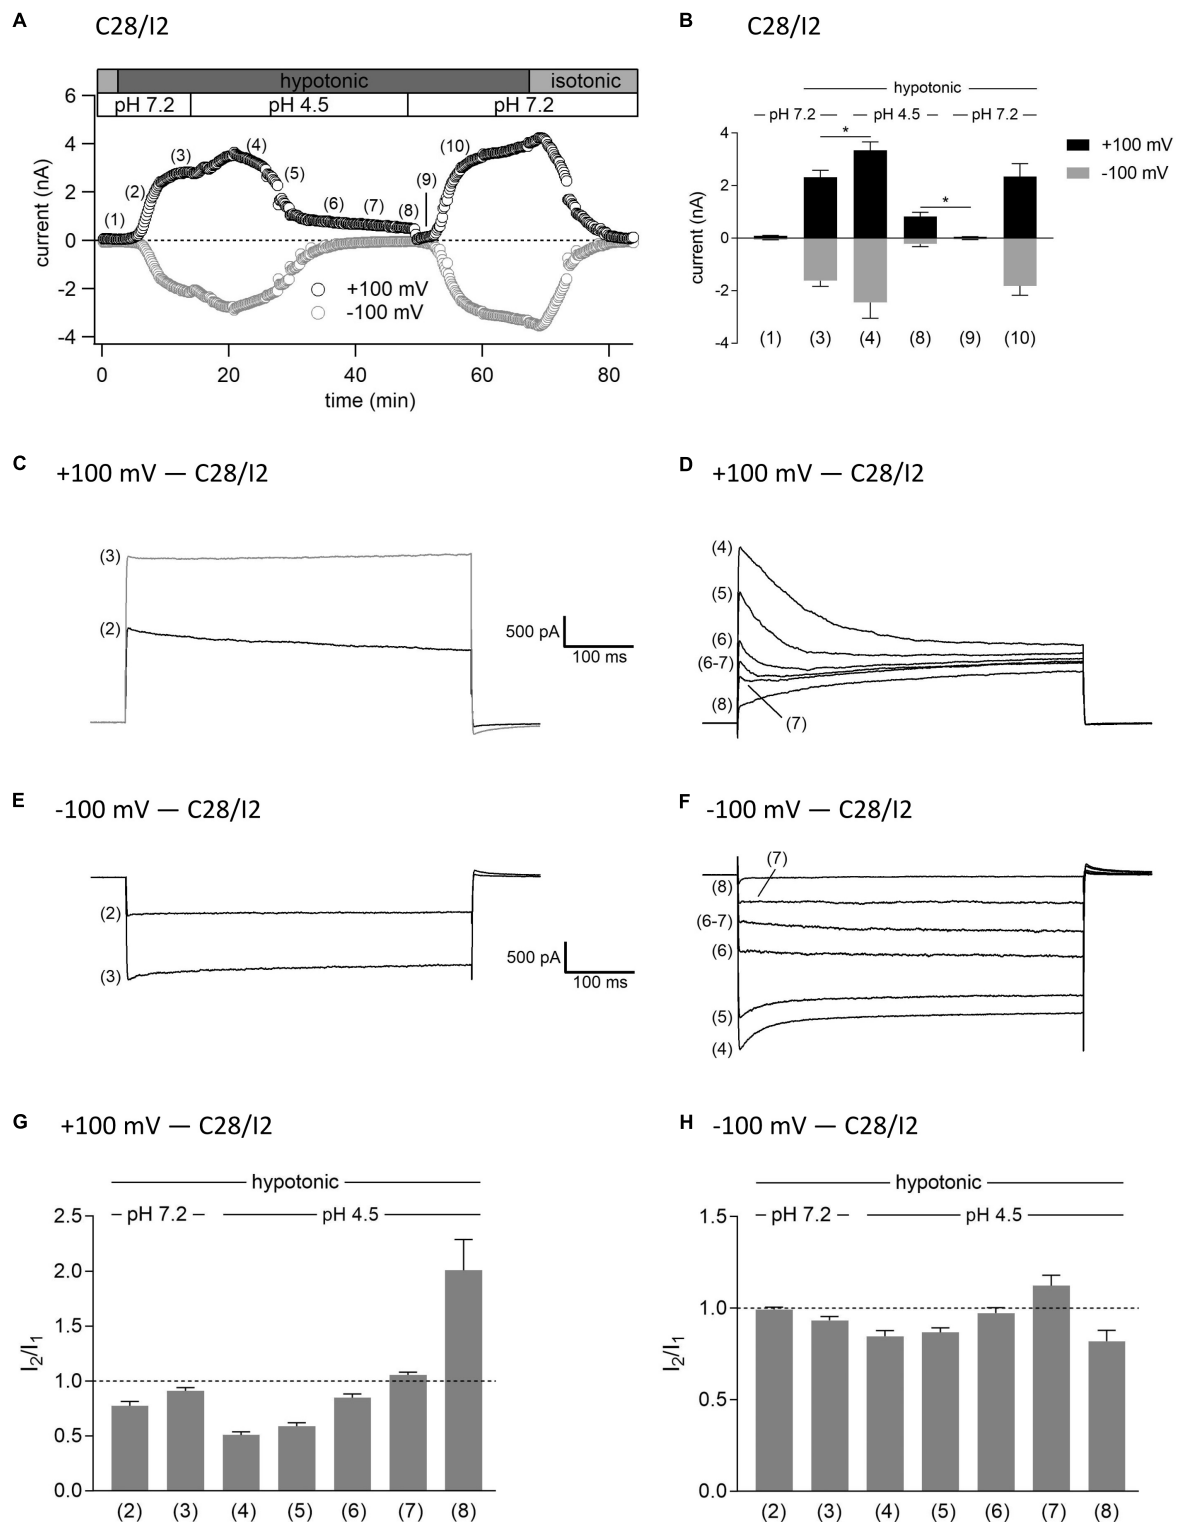 A
C28/I2
hypotonic
isotonic
pH 7.2
pH 4.5
pH 7.2
6
4
2
0
-2
-4
current (nA)
(1)
(2)
(3)
(4)
(5)
(6)
(7)
(8)
(9)
(10)
+100 mV
-100 mV
0
20
40
60
80
time (min)
B
C28/I2
hypotonic
pH 7.2
pH 4.5
pH 7.2
4
2
0
-2
-4
current (nA)
*
*
+100 mV
-100 mV
(1)
(3)
(4)
(8)
(9)
(10)
C
+100 mV — C28/I2
(3)
(2)
500 pA
100 ms
D
+100 mV — C28/I2
(4)
(5)
(6)
(6-7)
(8)
(7)
E
-100 mV — C28/I2
(2)
(3)
500 pA
100 ms
F
-100 mV — C28/I2
(7)
(8)
(6-7)
(6)
(5)
(4)
G
+100 mV — C28/I2
hypotonic
pH 7.2
pH 4.5
2.5
2.0
1.5
1.0
0.5
0.0
I2/I1
(2)
(3)
(4)
(5)
(6)
(7)
(8)
H
-100 mV — C28/I2
hypotonic
pH 7.2
pH 4.5
1.5
1.0
0.5
0.0
I2/I1
(2)
(3)
(4)
(5)
(6)
(7)
(8)